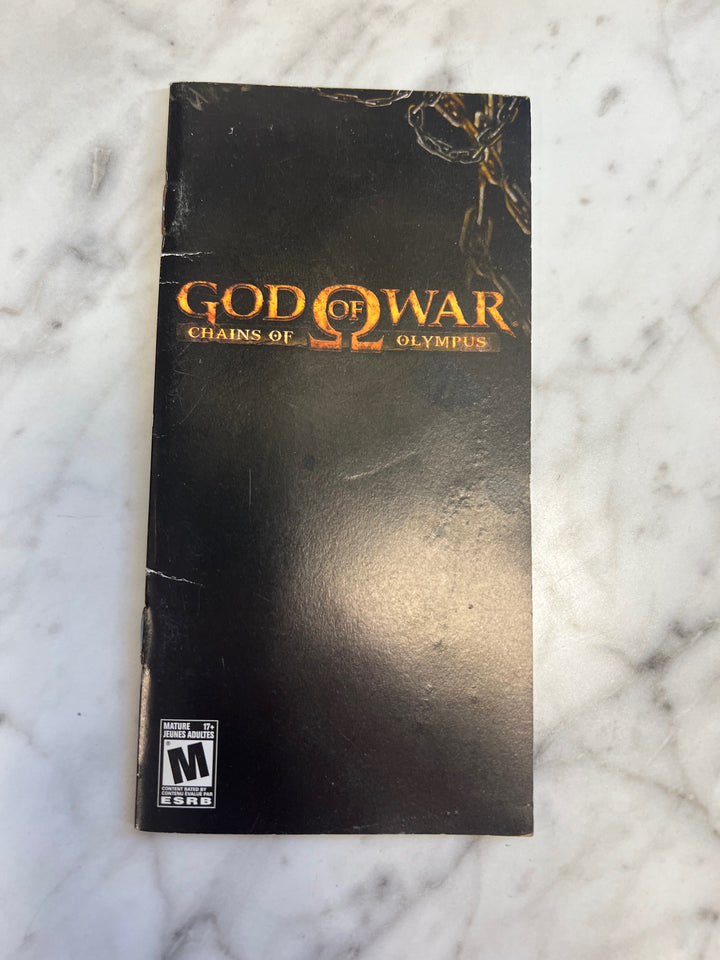 GOD OF WAR
CHAINS OF OLYMPUS
MATURE 17+
JEUNES ADULTES
M
CONTENT RATED BY
CONTENU ÉVALUÉ PAR
ESRB